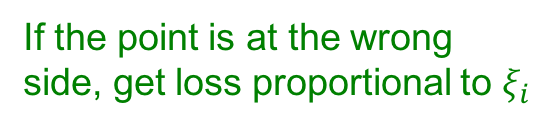 If the point is at the wrong
side, get loss proportional to ξᵢ